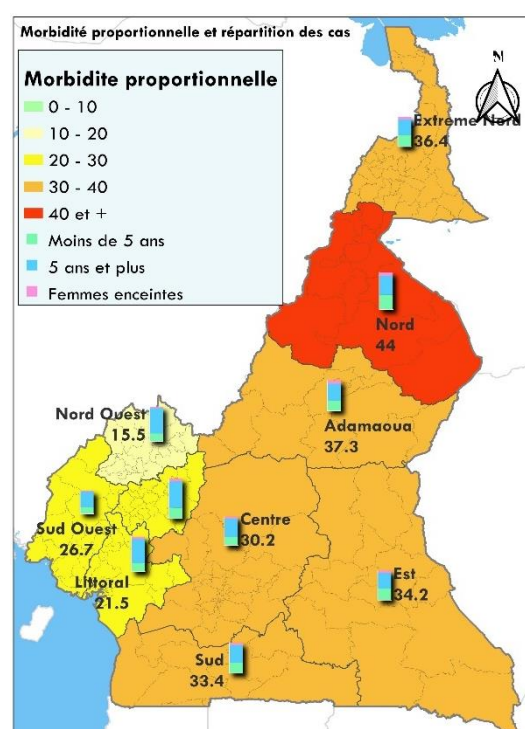 Morbidité proportionnelle et répartition des cas
Morbidite proportionnelle
0 - 10
10 - 20
20 - 30
30 - 40
40 et +
Moins de 5 ans
5 ans et plus
Femmes enceintes
N
Extreme Nord
36.4
Nord
44
Adamaoua
37.3
Nord Ouest
15.5
Sud Ouest
26.7
Littoral
21.5
Centre
30.2
Est
34.2
Sud
33.4